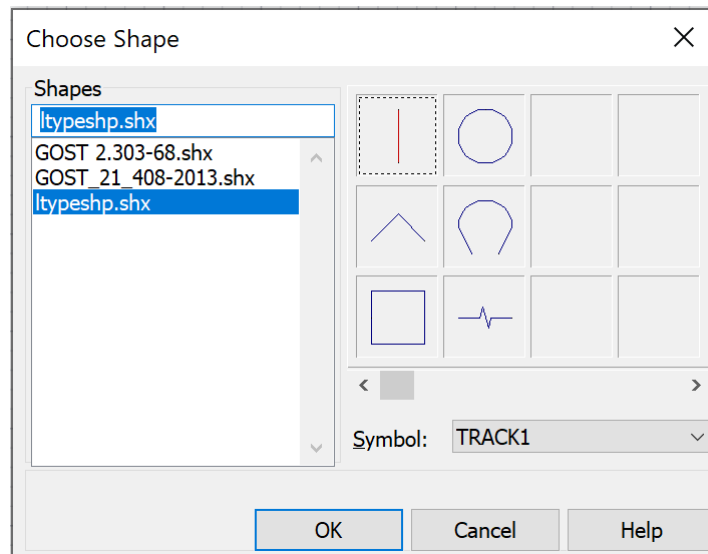 Choose Shape
Shapes
ltypeshp.shx
GOST 2.303-68.shx
GOST_21_408-2013.shx
ltypeshp.shx
Symbol: TRACK1
OK Cancel Help